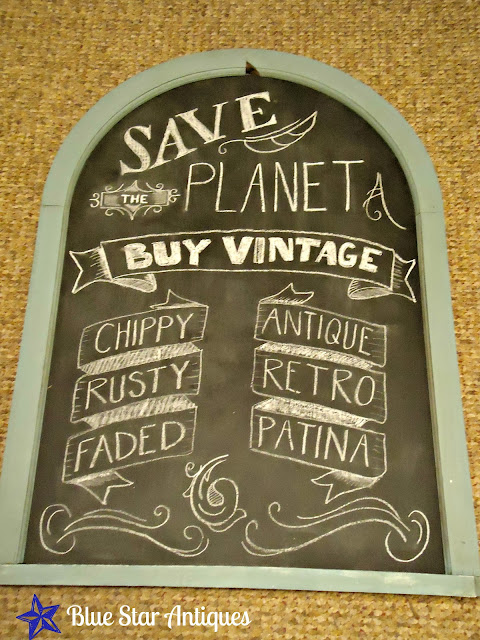 SAVE
THE PLANET
BUY VINTAGE
CHIPPY
RUSTY
FADED
ANTIQUE
RETRO
PATINA
Blue Star Antiques